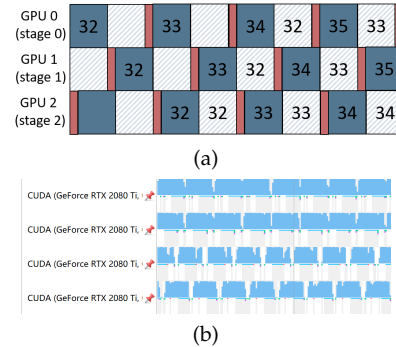 GPU 0
(stage 0)
32 33 34 32 35 33
GPU 1
(stage 1)
32 33 32 34 33 35
GPU 2
(stage 2)
32 32 33 33 34 34
(a)
CUDA (GeForce RTX 2080 Ti,
CUDA (GeForce RTX 2080 Ti,
CUDA (GeForce RTX 2080 Ti,
CUDA (GeForce RTX 2080 Ti,
(b)